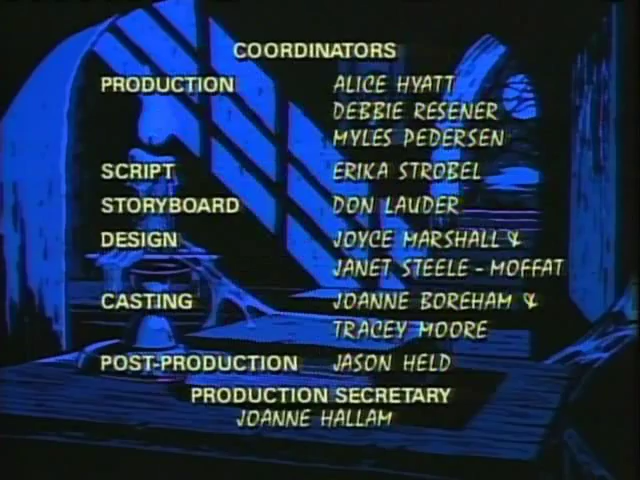 COORDINATORS
PRODUCTION ALICE HYATT
DEBBIE RESENER
MYLES PEDERSEN
SCRIPT ERIKA STROBEL
STORYBOARD DON LAUDER
DESIGN JOYCE MARSHALL &
JANET STEELE-MOFFAT
CASTING JOANNE BOREHAM &
TRACEY MOORE
POST-PRODUCTION JASON HELD
PRODUCTION SECRETARY
JOANNE HALLAM